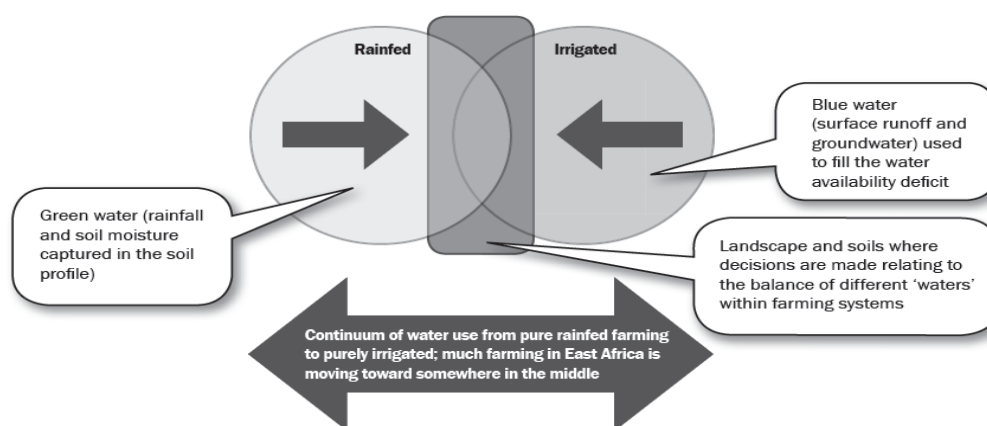 Rainfed
Irrigated
Blue water
(surface runoff and
groundwater) used
to fill the water
availability deficit
Green water (rainfall
and soil moisture
captured in the soil
profile)
Landscape and soils where
decisions are made relating to
the balance of different ‘waters’
within farming systems
Continuum of water use from pure rainfed farming
to purely irrigated; much farming in East Africa is
moving toward somewhere in the middle